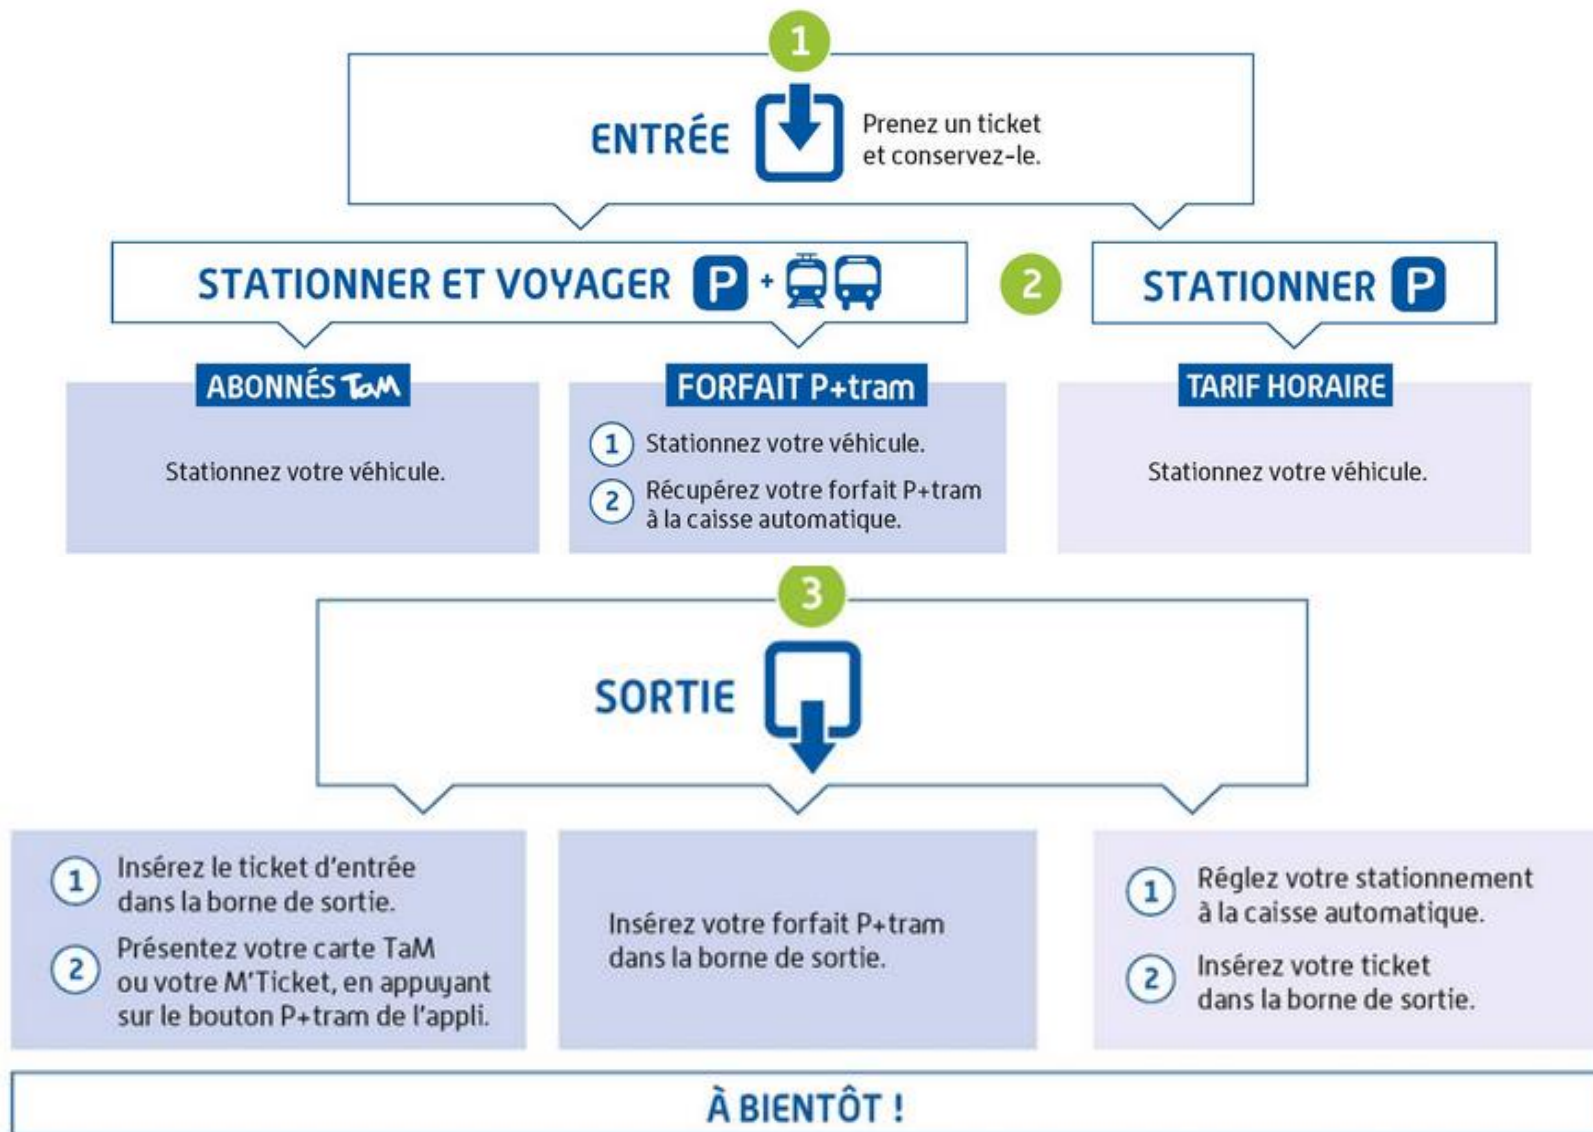 1
ENTRÉE
Prenez un ticket
et conservez-le.
STATIONNER ET VOYAGER P +
2
STATIONNER P
ABONNÉS TaM
Stationnez votre véhicule.
FORFAIT P+tram
1 Stationnez votre véhicule.
2 Récupérez votre forfait P+tram
à la caisse automatique.
TARIF HORAIRE
Stationnez votre véhicule.
3
SORTIE
1 Insérez le ticket d'entrée
dans la borne de sortie.
2 Présentez votre carte TaM
ou votre M'Ticket, en appuyant
sur le bouton P+tram de l'appli.
Insérez votre forfait P+tram
dans la borne de sortie.
1 Réglez votre stationnement
à la caisse automatique.
2 Insérez votre ticket
dans la borne de sortie.
À BIENTÔT !